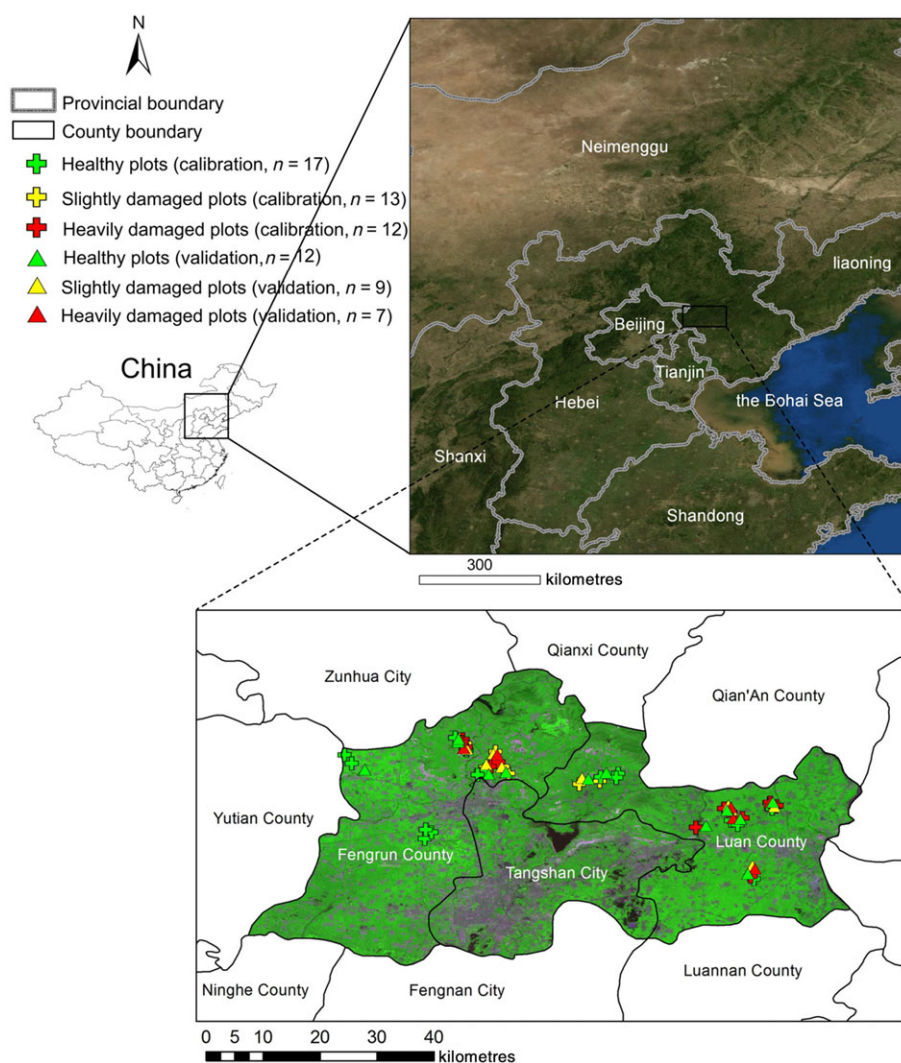 N
Provincial boundary
County boundary
Healthy plots (calibration, n = 17)
Slightly damaged plots (calibration, n = 13)
Heavily damaged plots (calibration, n = 12)
Healthy plots (validation, n = 12)
Slightly damaged plots (validation, n = 9)
Heavily damaged plots (validation, n = 7)
China
Neimenggu
liaoning
Beijing
Tianjin
Hebei
the Bohai Sea
Shanxi
Shandong
300
kilometres
Qianxi County
Zunhua City
Qian'An County
Yutian County
Fengrun County
Luan County
Tangshan City
Luannan County
Ninghe County
Fengnan City
0 5 10 20 30 40
kilometres